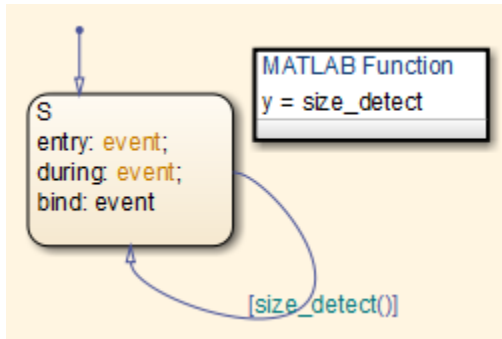 S
entry: event;
during: event;
bind: event
MATLAB Function
y = size_detect
[size_detect()]